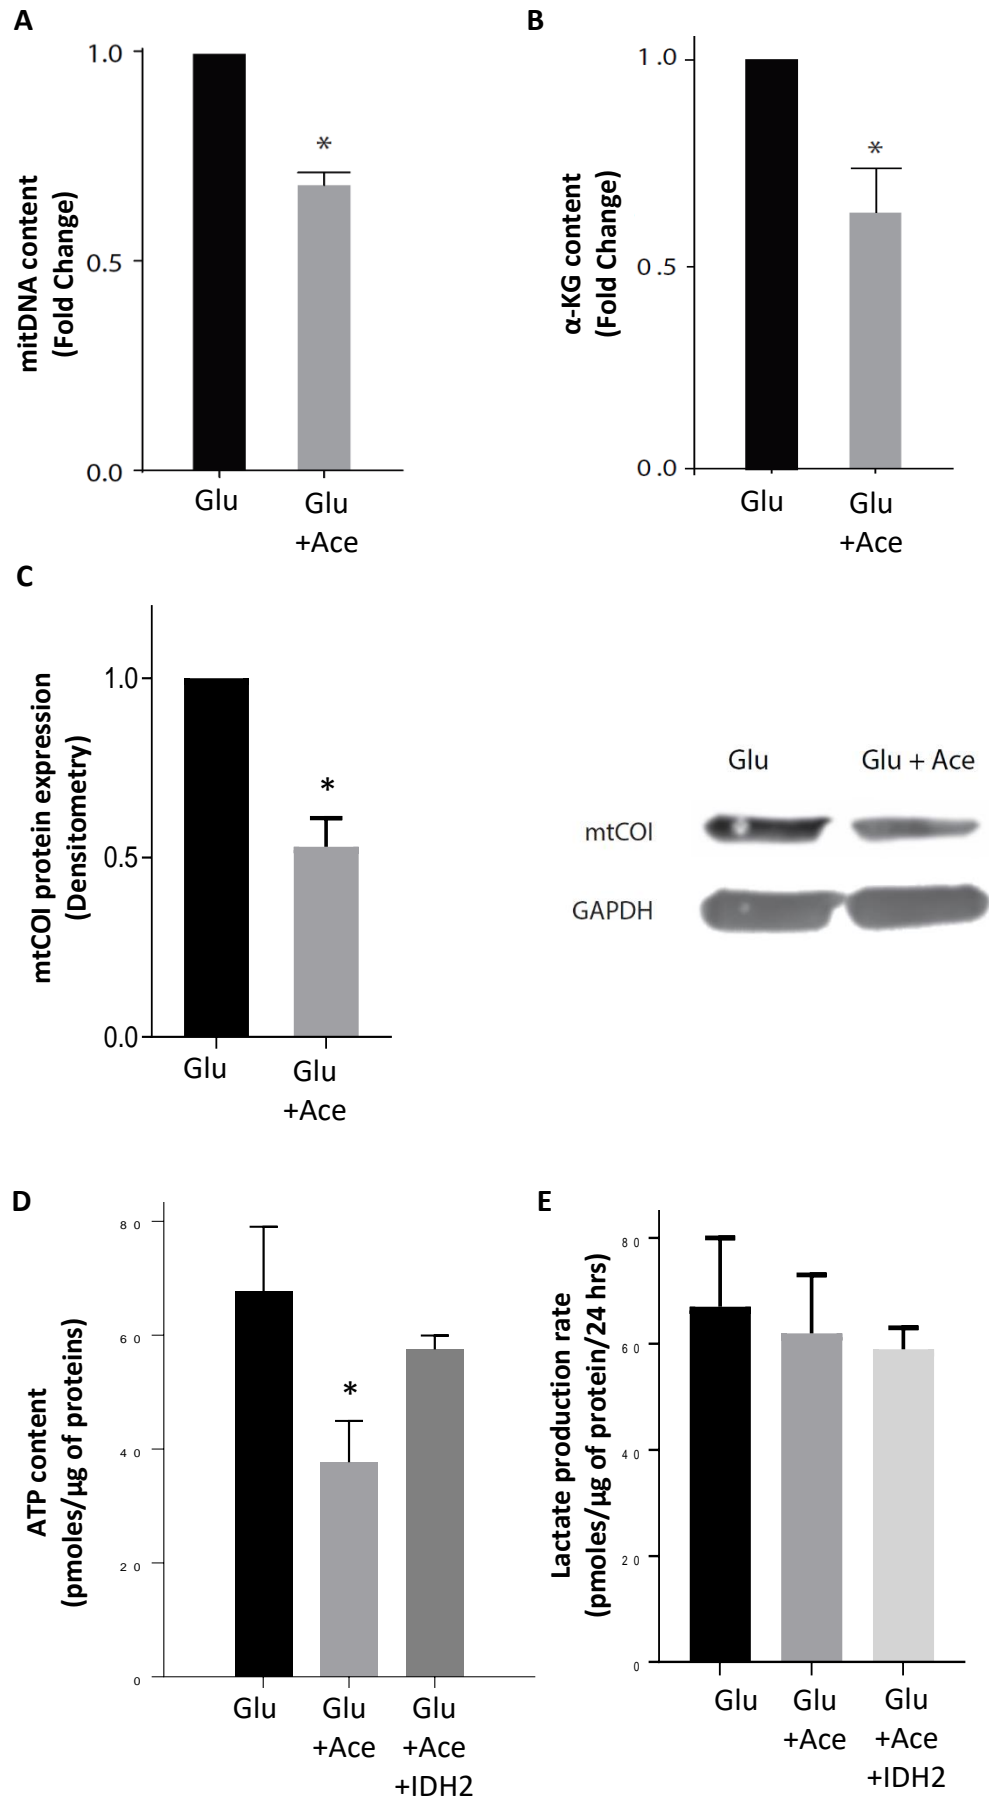 A
mitDNA content
(Fold Change)
1.0
*
0.5
0.0
Glu
Glu
+Ace
B
α-KG content
(Fold Change)
1.0
*
0.5
0.0
Glu
Glu
+Ace
C
mtCOI protein expression
(Densitometry)
1.0
*
0.5
0.0
Glu
Glu
+Ace
Glu
Glu + Ace
mtCOI
GAPDH
D
ATP content
(pmoles/µg of proteins)
80
60
*
40
20
0
Glu
Glu
+Ace
Glu
+Ace
+IDH2
E
Lactate production rate
(pmoles/µg of protein/24 hrs)
80
60
40
20
0
Glu
Glu
+Ace
Glu
+Ace
+IDH2